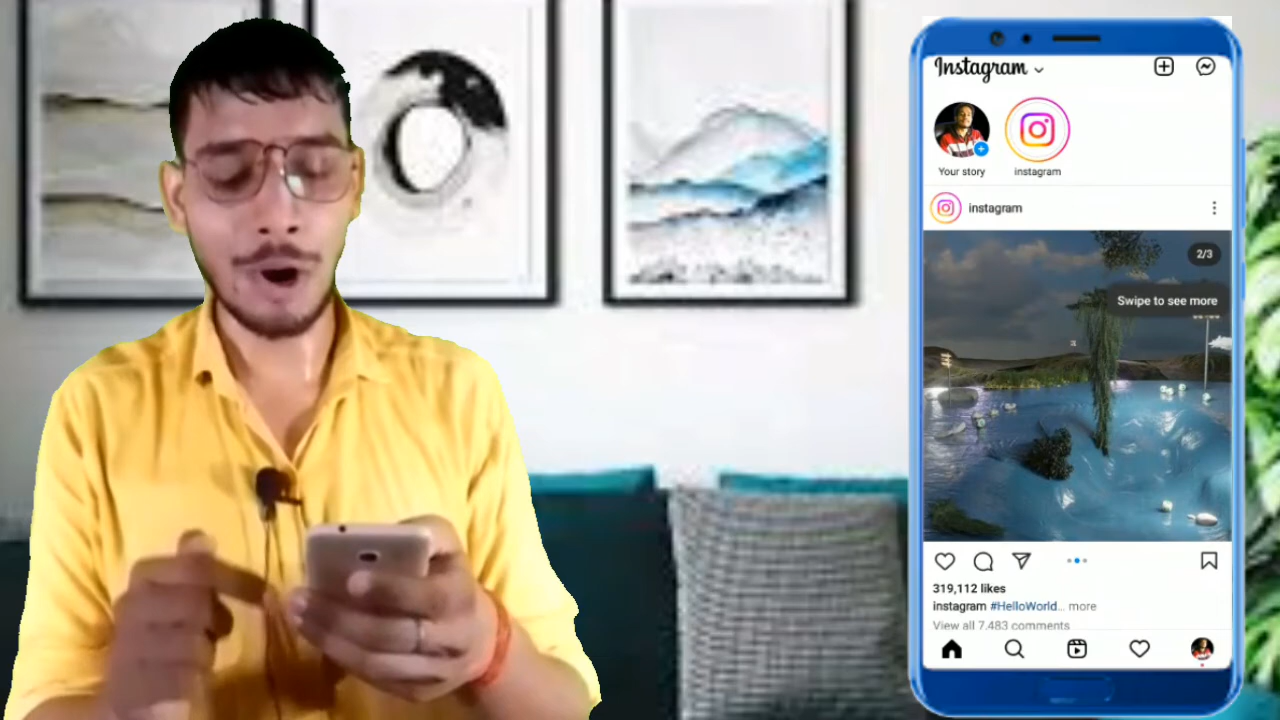 Instagram
Your story
instagram
instagram
2/3
Swipe to see more
319,112 likes
instagram #HelloWorld... more
View all 7,483 comments